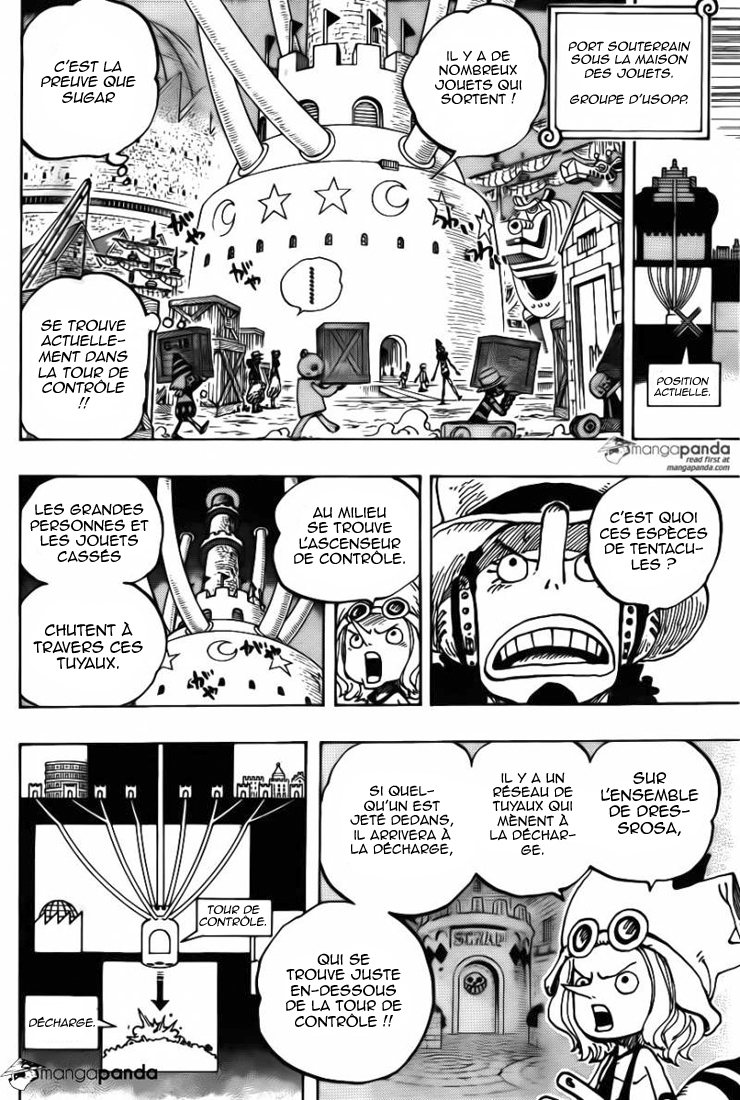 PORT SOUTERRAIN
SOUS LA MAISON
DES JOUETS.
GROUPE D'USOPP.
IL Y A DE
NOMBREUX
JOUETS QUI
SORTENT !
C'EST LA
PREUVE QUE
SUGAR
SE TROUVE
ACTUELLE-
MENT DANS
LA TOUR DE
CONTRÔLE
!!
POSITION
ACTUELLE.
mangapanda
read first at
mangapanda.com
C'EST QUOI
CES ESPÈCES
DE TENTACU-
LES ?
AU MILIEU
SE TROUVE
L'ASCENSEUR
DE CONTRÔLE.
LES GRANDES
PERSONNES ET
LES JOUETS
CASSÉS
CHUTENT À
TRAVERS CES
TUYAUX.
SUR
L'ENSEMBLE
DE DRES-
SROSA,
IL Y A UN
RÉSEAU DE
TUYAUX QUI
MÈNENT À
LA DÉCHAR-
GE.
SI QUEL-
QU'UN EST
JETÉ DEDANS,
IL ARRIVERA À
LA DÉCHARGE,
QUI SE
TROUVE JUSTE
EN-DESSOUS
DE LA TOUR DE
CONTRÔLE !!
SCRAP
TOUR DE
CONTRÔLE.
DÉCHARGE.
mangapanda